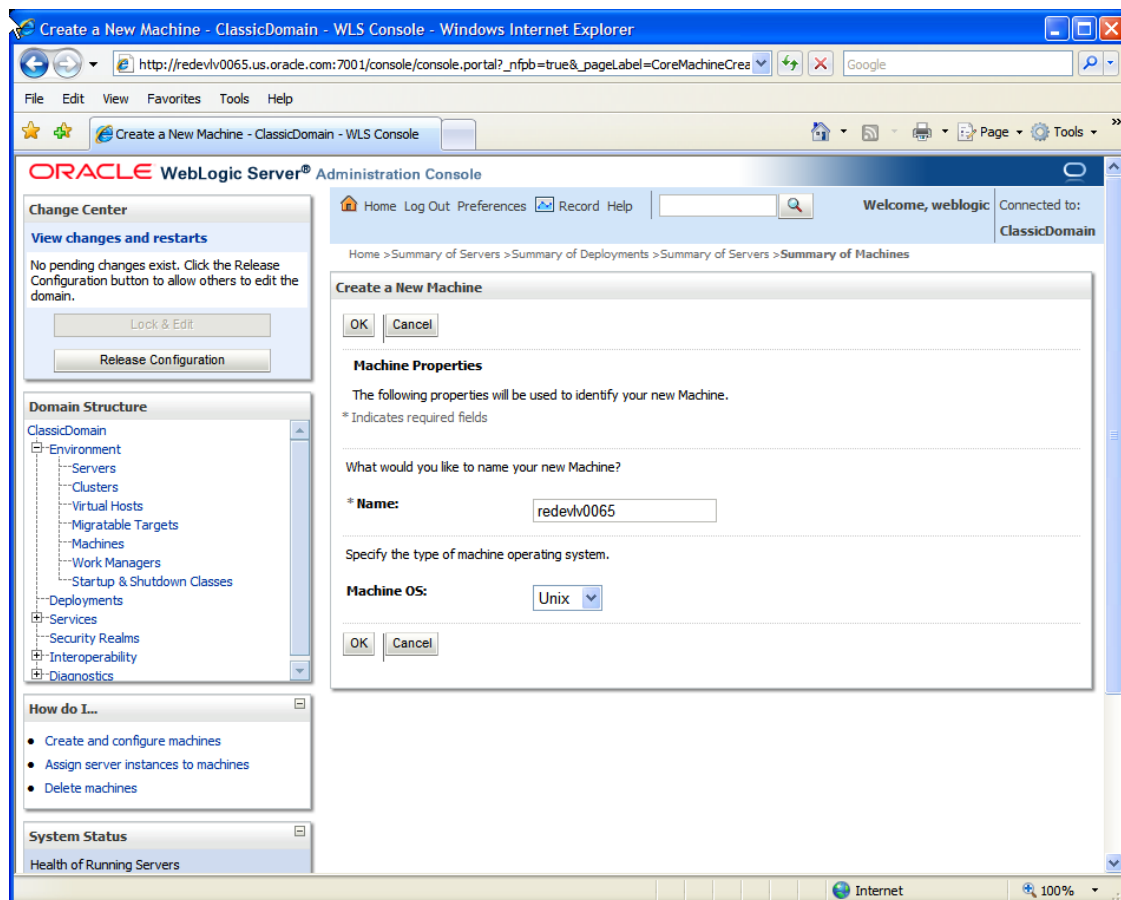 Create a New Machine - ClassicDomain - WLS Console - Windows Internet Explorer
http://redevlv0065.us.oracle.com:7001/console/console.portal?_nfpb=true&_pageLabel=CoreMachineCrea
Google
File Edit View Favorites Tools Help
Create a New Machine - ClassicDomain - WLS Console
Page Tools »
ORACLE WebLogic Server® Administration Console
Change Center
View changes and restarts
No pending changes exist. Click the Release
Configuration button to allow others to edit the
domain.
Lock & Edit
Release Configuration
Domain Structure
ClassicDomain
Environment
Servers
Clusters
Virtual Hosts
Migratable Targets
Machines
Work Managers
Startup & Shutdown Classes
Deployments
Services
Security Realms
Interoperability
Diagnostics
How do I...
Create and configure machines
Assign server instances to machines
Delete machines
System Status
Health of Running Servers
Home Log Out Preferences Record Help
Welcome, weblogic
Connected to:
ClassicDomain
Home >Summary of Servers >Summary of Deployments >Summary of Servers >Summary of Machines
Create a New Machine
OK Cancel
Machine Properties
The following properties will be used to identify your new Machine.
* Indicates required fields
What would you like to name your new Machine?
* Name: redevlv0065
Specify the type of machine operating system.
Machine OS: Unix
OK Cancel
Internet
100%